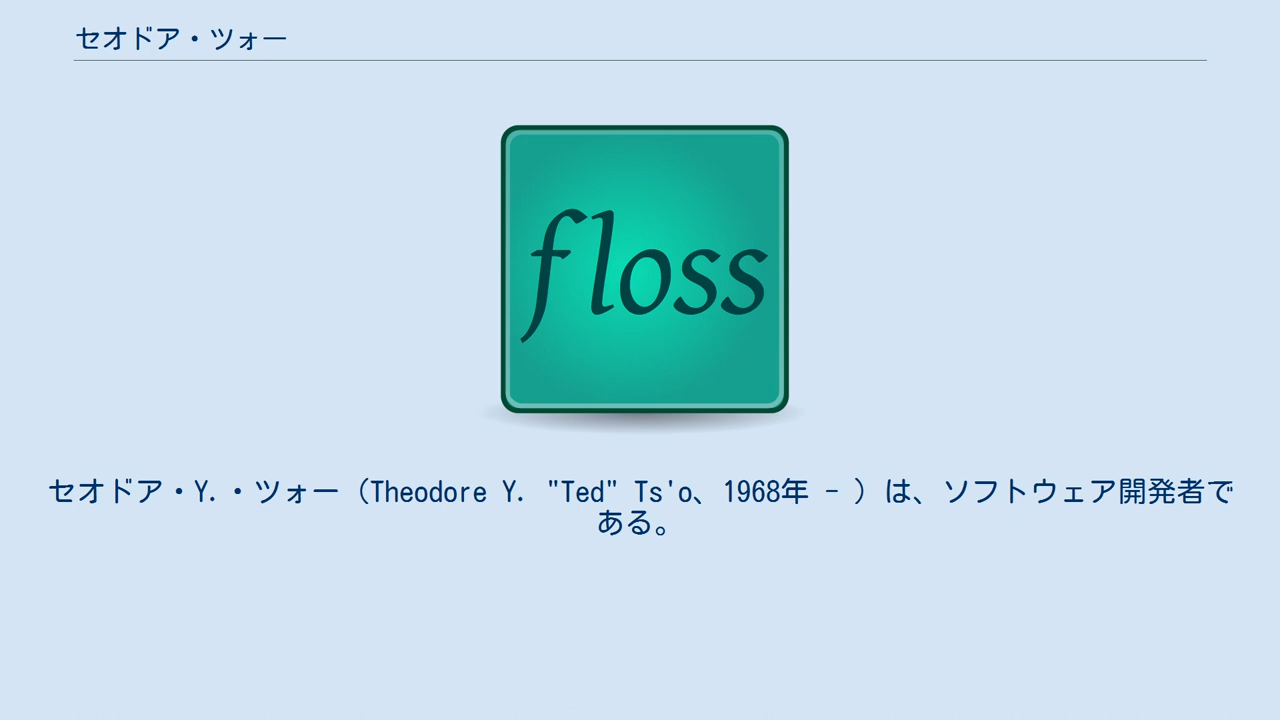 セオドア・ツォー
floss
セオドア・Y.・ツォー（Theodore Y. "Ted" Ts'o、1968年 - ）は、ソフトウェア開発者で
ある。